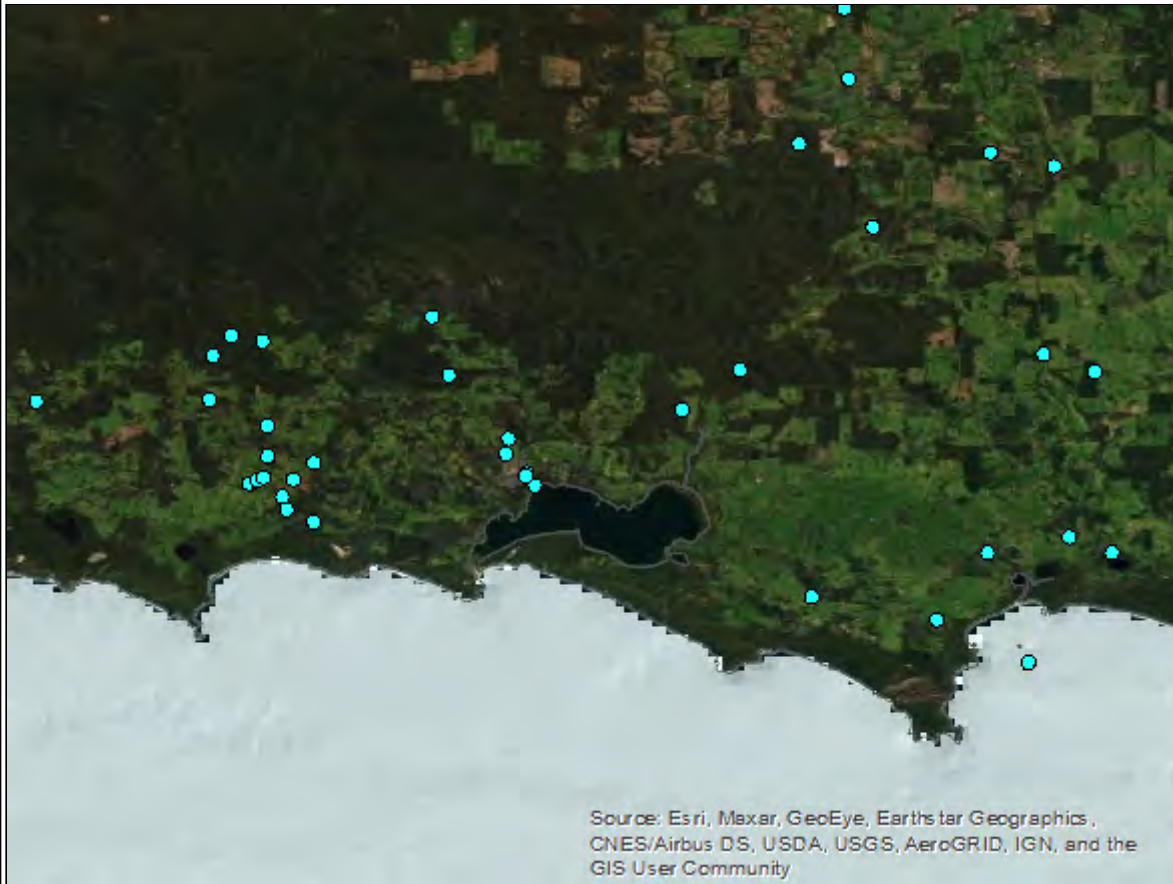 Source: Esri, Maxar, GeoEye, Earthstar Geographics,
CNES/Airbus DS, USDA, USGS, AeroGRID, IGN, and the
GIS User Community